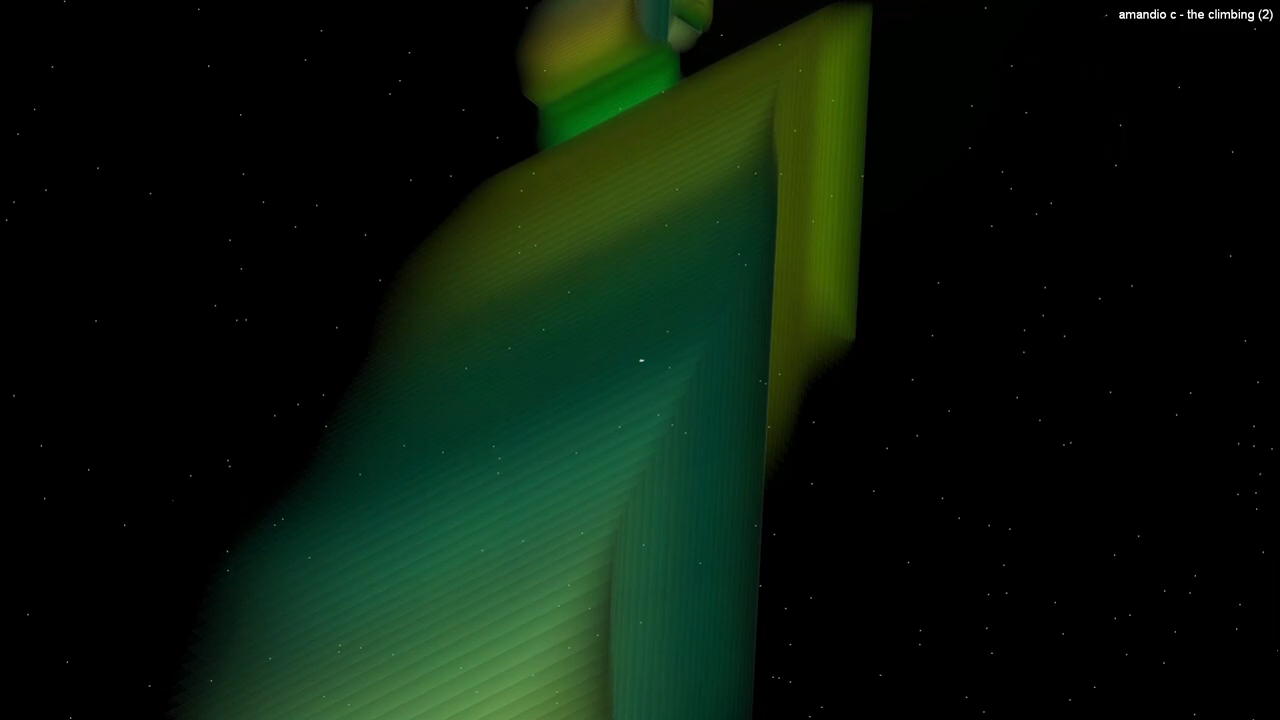 amandio c - the climbing (2)